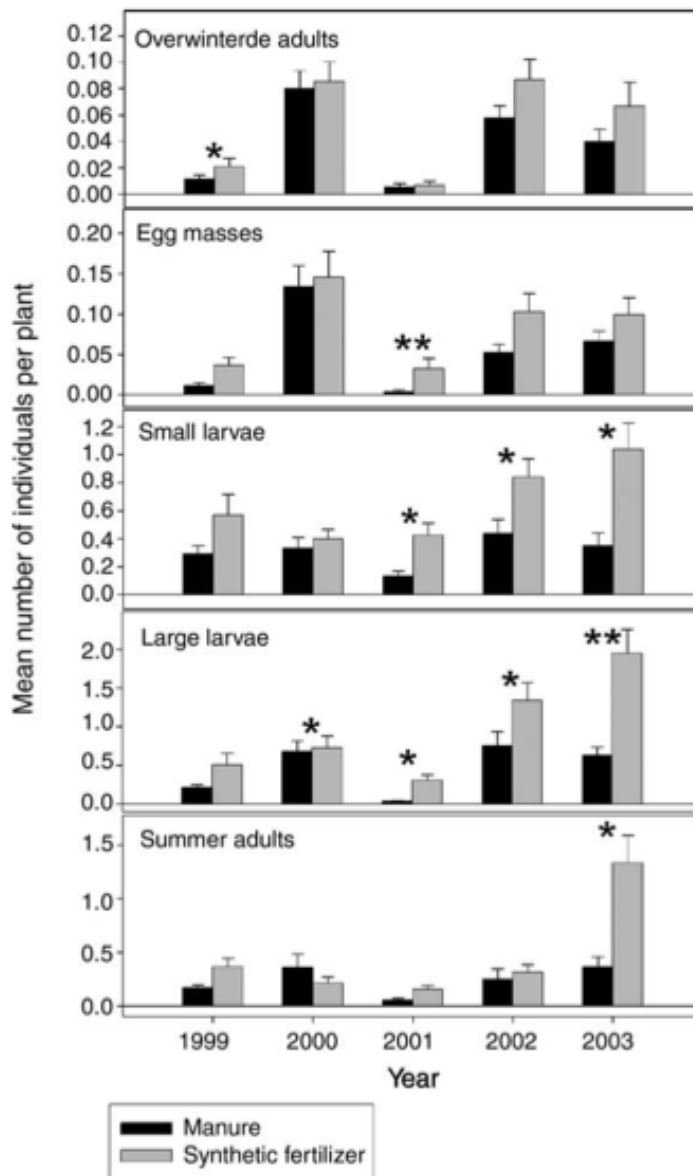 Mean number of individuals per plant
Overwinterde adults
0.12
0.10
0.08
0.06
0.04
0.02
0.00
*
Egg masses
0.20
0.15
0.10
0.05
0.00
**
Small larvae
1.2
1.0
0.8
0.6
0.4
0.2
0.0
* * *
Large larvae
2.0
1.5
1.0
0.5
0.0
* * * **
Summer adults
1.5
1.0
0.5
0.0
*
1999 2000 2001 2002 2003
Year
Manure
Synthetic fertilizer